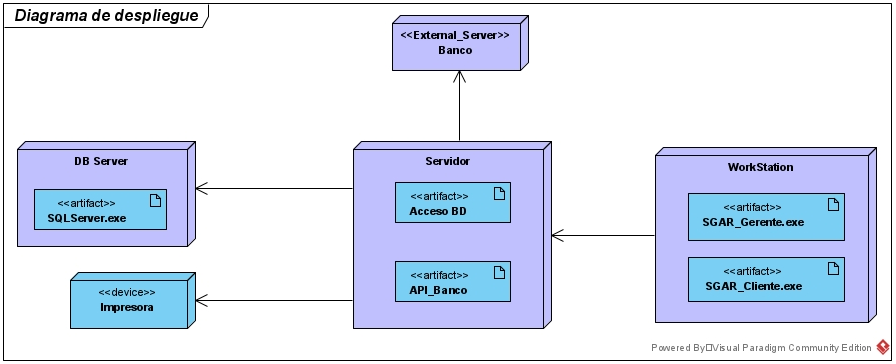 Diagrama de despliegue
<<External_Server>>
Banco
DB Server
<<artifact>>
SQLServer.exe
<<device>>
Impresora
Servidor
<<artifact>>
Acceso BD
<<artifact>>
API_Banco
WorkStation
<<artifact>>
SGAR_Gerente.exe
<<artifact>>
SGAR_Cliente.exe
Powered By Visual Paradigm Community Edition